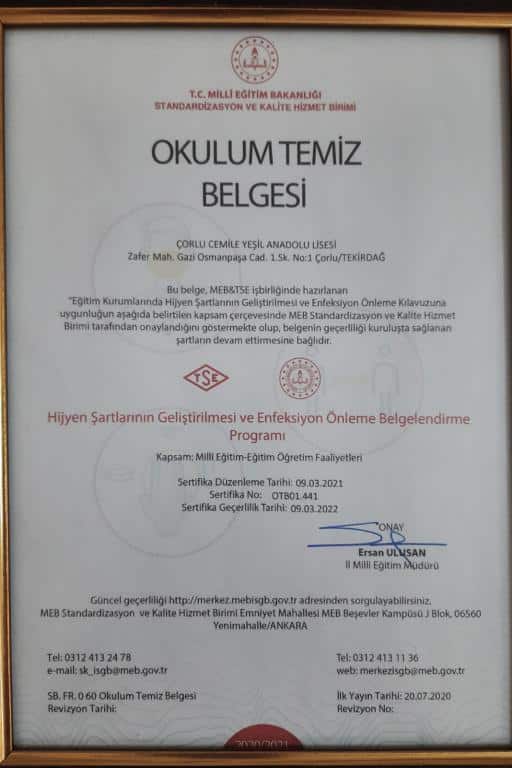 T.C. MİLLİ EĞİTİM BAKANLIĞI
STANDARDİZASYON VE KALİTE HİZMET BİRİMİ
OKULUM TEMİZ
BELGESİ
ÇORLU CEMİLE YEŞİL ANADOLU LİSESİ
Zafer Mah. Gazi Osmanpaşa Cad. 1.Sk. No:1 Çorlu/TEKİRDAĞ
Bu belge, MEB&TSE işbirliğinde hazırlanan
"Eğitim Kurumlarında Hijyen Şartlarının Geliştirilmesi ve Enfeksiyon Önleme Kılavuzuna
uygunluğun aşağıda belirtilen kapsam çerçevesinde MEB Standardizasyon ve Kalite Hizmet
Birimi tarafından onaylandığını göstermekte olup, belgenin geçerliliği kuruluşta sağlanan
şartların devam ettirmesine bağlıdır.
TSE
Hijyen Şartlarının Geliştirilmesi ve Enfeksiyon Önleme Belgelendirme
Programı
Kapsam: Milli Eğitim-Eğitim Öğretim Faaliyetleri
Sertifika Düzenleme Tarihi: 09.03.2021
Sertifika No: OTB01.441
Sertifika Geçerlilik Tarihi: 09.03.2022
ONAY
Ersan ULUSAN
İl Milli Eğitim Müdürü
Güncel geçerliliği http://merkez.mebisgb.gov.tr adresinden sorgulayabilirsiniz.
MEB Standardizasyon ve Kalite Hizmet Birimi Emniyet Mahallesi MEB Beşevler Kampüsü J Blok, 06560
Yenimahalle/ANKARA
Tel: 0312 413 24 78
e-mail: sk_isgb@meb.gov.tr
Tel: 0312 413 11 36
web: merkezisgb@meb.gov.tr
SB. FR. 0 60 Okulum Temiz Belgesi
Revizyon Tarihi:
İlk Yayın Tarihi: 20.07.2020
Revizyon No:
2020/2021